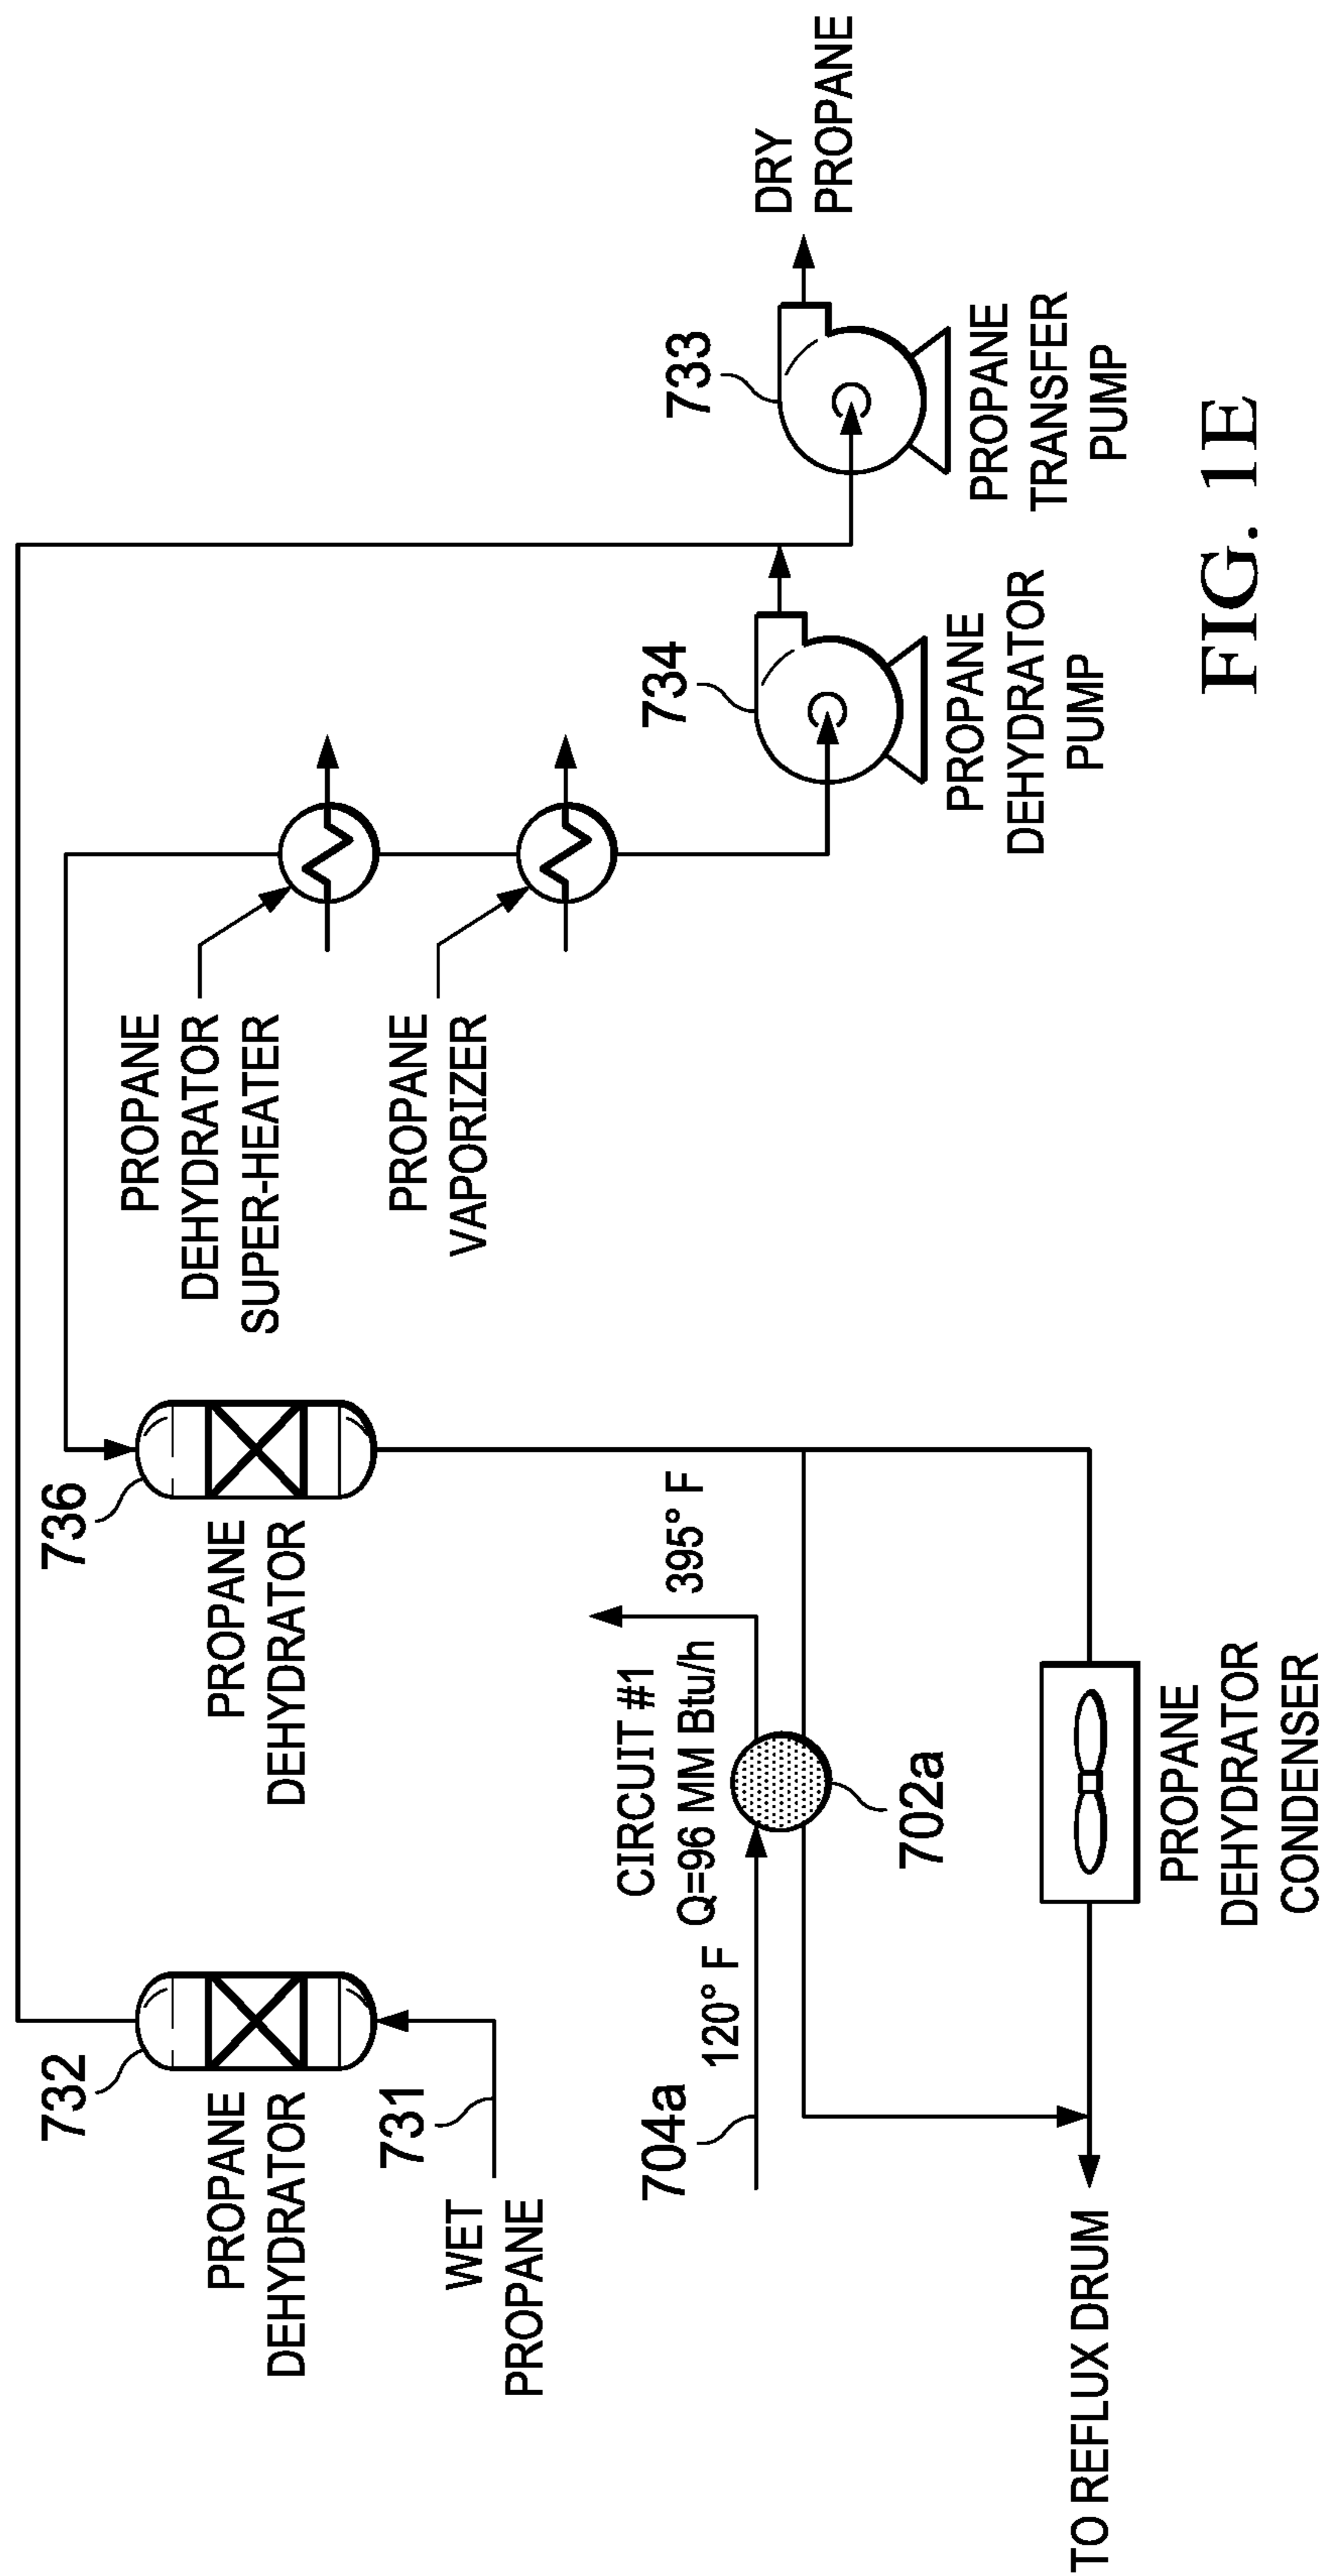 732
PROPANE
DEHYDRATOR
731
WET
PROPANE
736
PROPANE
DEHYDRATOR
PROPANE
DEHYDRATOR
SUPER-HEATER
PROPANE
VAPORIZER
734
PROPANE
DEHYDRATOR
PUMP
733
PROPANE
TRANSFER
PUMP
DRY
PROPANE
704a
120° F
CIRCUIT #1
Q=96 MM Btu/h
395° F
702a
PROPANE
DEHYDRATOR
CONDENSER
TO REFLUX DRUM
FIG. 1E